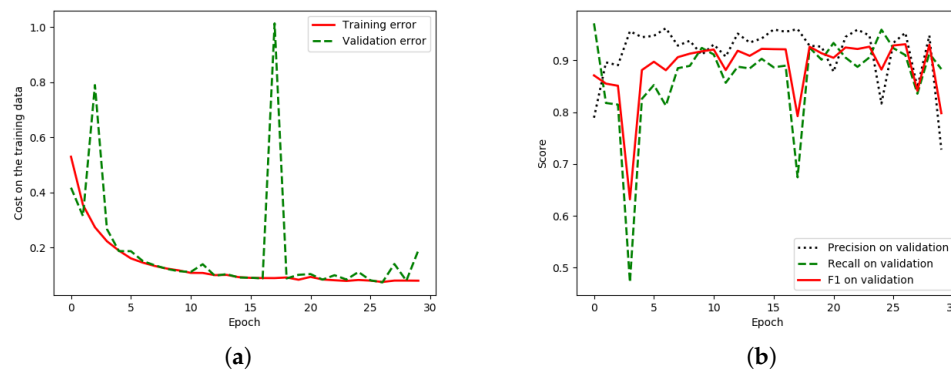 1.0
0.8
0.6
0.4
0.2
Cost on the training data
Training error
Validation error
0 5 10 15 20 25 30
Epoch
(a)
0.9
0.8
0.7
0.6
0.5
Score
Precision on validation
Recall on validation
F1 on validation
0 5 10 15 20 25
Epoch
(b)